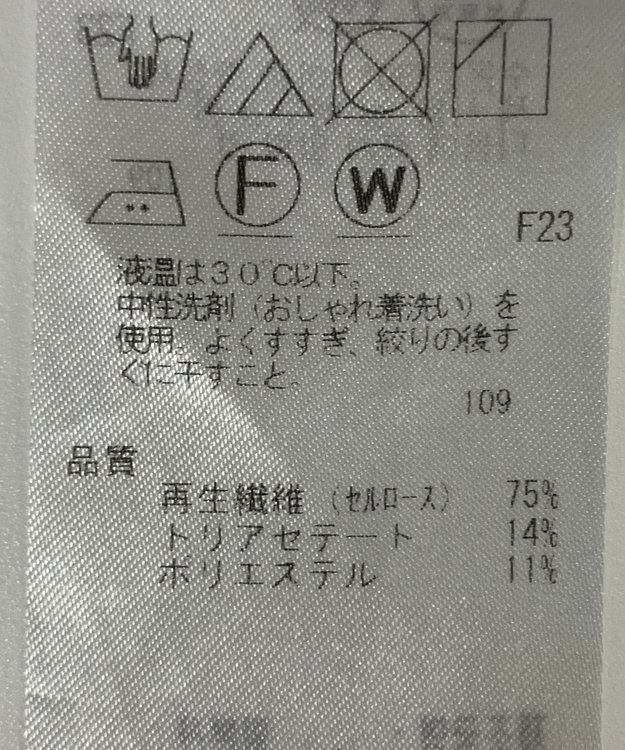 F
W
F23
液温は30℃以下。
中性洗剤（おしゃれ着洗い）を
使用。よくすすぎ、絞りの後す
ぐに干すこと。
109
品質
再生繊維（セルロース） 75%
トリアセテート 14%
ポリエステル 11%